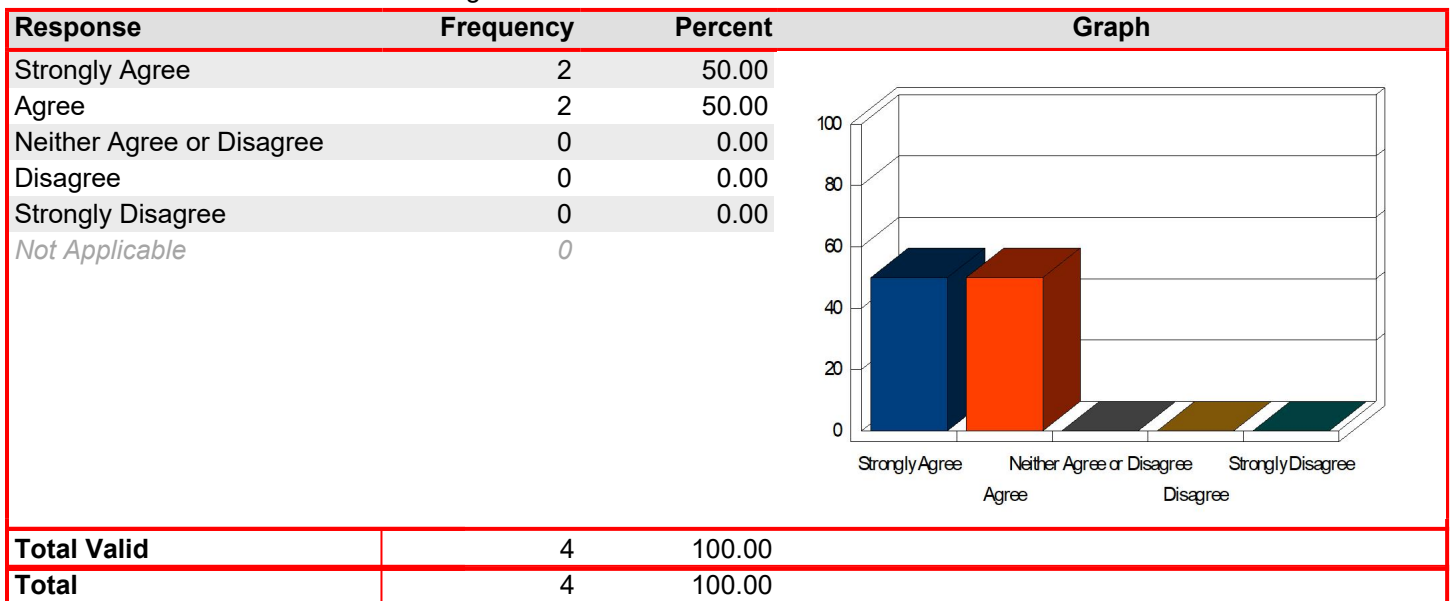 Response Frequency Percent Graph
Strongly Agree 2 50.00
Agree 2 50.00
Neither Agree or Disagree 0 0.00
Disagree 0 0.00
Strongly Disagree 0 0.00
Not Applicable 0
100
80
60
40
20
0
Strongly Agree Neither Agree or Disagree Strongly Disagree
Agree Disagree
Total Valid 4 100.00
Total 4 100.00